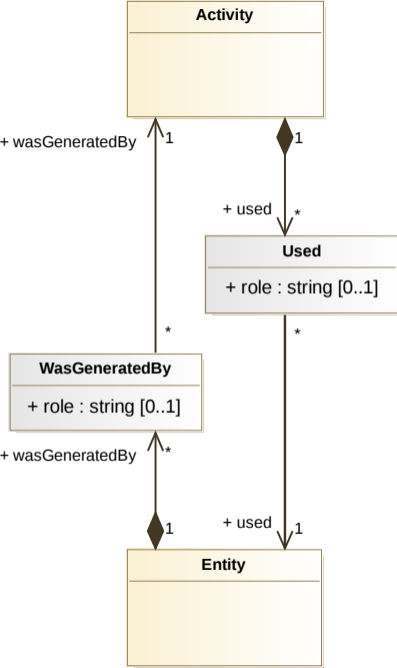 Activity
+ wasGeneratedBy
1
1
+ used
*
Used
+ role : string [0..1]
*
*
WasGeneratedBy
+ role : string [0..1]
+ wasGeneratedBy
*
+ used
1
1
Entity